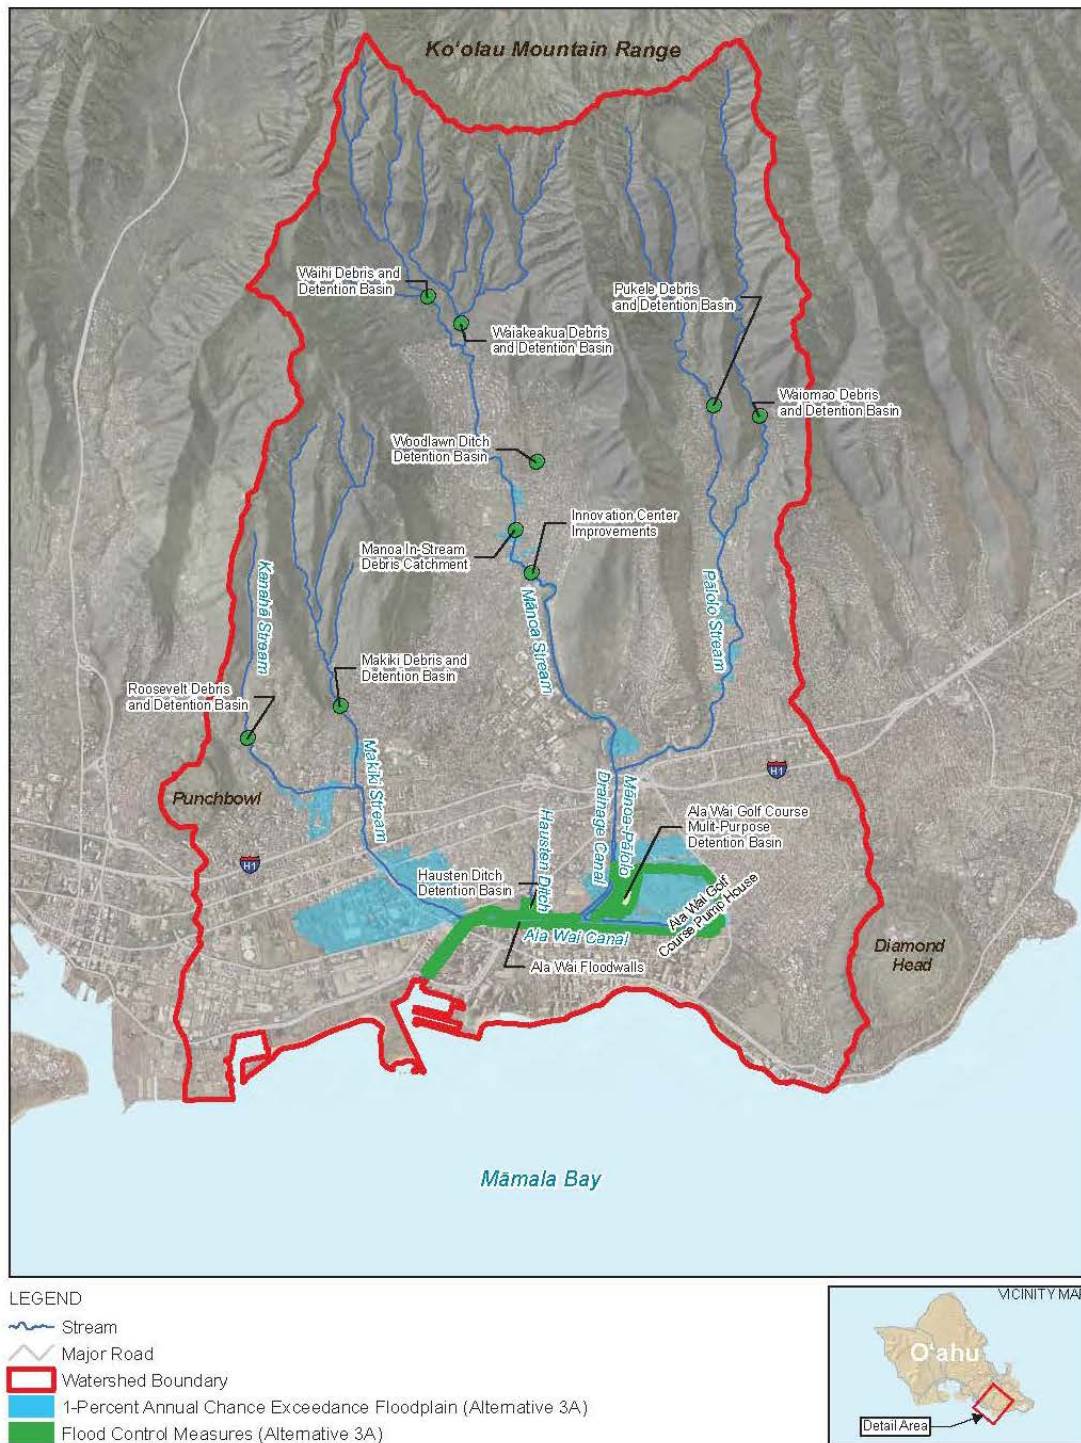 Ko'olau Mountain Range
Waihi Debris and
Detention Basin
Pukele Debris
and Detention Basin
Waiakeakua Debris
and Detention Basin
Waiomao Debris
and Detention Basin
Woodlawn Ditch
Detention Basin
Innovation Center
Improvements
Manoa In-Stream
Debris Catchment
Kanahā Stream
Mānoa Stream
Pālolo Stream
Makiki Debris and
Detention Basin
Roosevelt Debris
and Detention Basin
Makiki Stream
Punchbowl
H1
H1
Hausten Ditch
Mānoa-Pālolo
Drainage Canal
Ala Wai Golf Course
Mulit-Purpose
Detention Basin
Hausten Ditch
Detention Basin
Ala Wai Golf
Course Pump House
Ala Wai Canal
Ala Wai Floodwalls
Diamond
Head
Māmala Bay
LEGEND
Stream
Major Road
Watershed Boundary
1-Percent Annual Chance Exceedance Floodplain (Alternative 3A)
Flood Control Measures (Alternative 3A)
VICINITY MAP
O'ahu
Detail Area